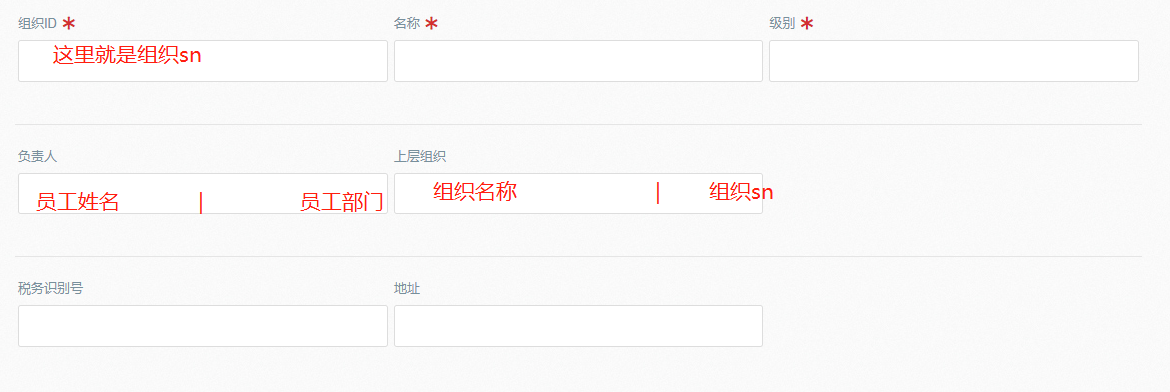 组织ID * 名称 * 级别 *
这里就是组织sn
负责人 上层组织
员工姓名 | 员工部门 组织名称 | 组织sn
税务识别号 地址